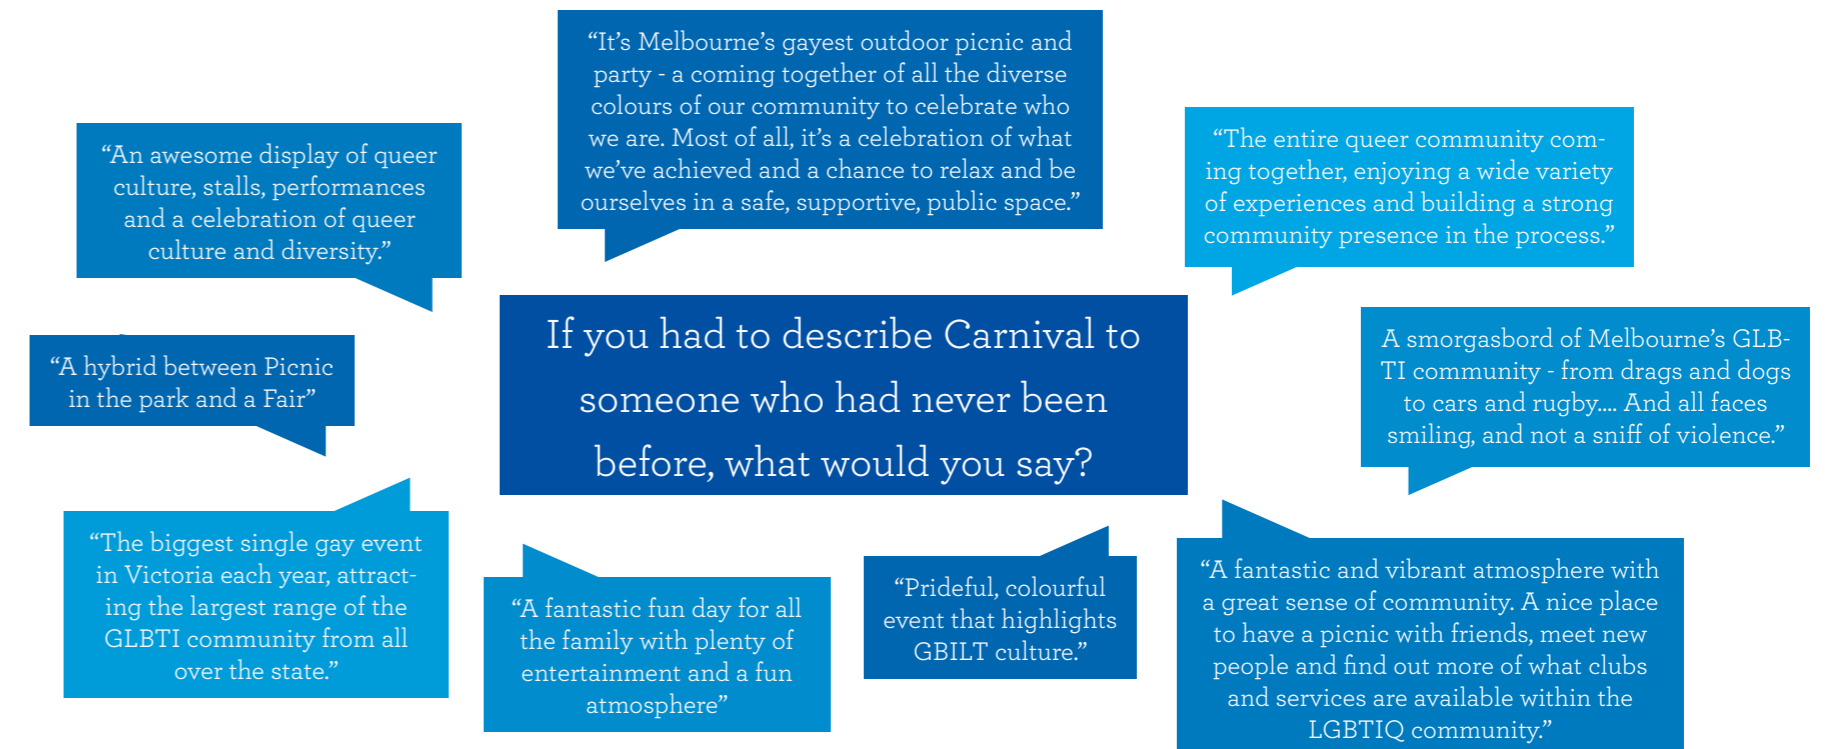 “It’s Melbourne’s gayest outdoor picnic and
party - a coming together of all the diverse
colours of our community to celebrate who
we are. Most of all, it’s a celebration of what
we’ve achieved and a chance to relax and be
ourselves in a safe, supportive, public space.”
“An awesome display of queer
culture, stalls, performances
and a celebration of queer
culture and diversity.”
“The entire queer community com-
ing together, enjoying a wide variety
of experiences and building a strong
community presence in the process.”
If you had to describe Carnival to
someone who had never been
before, what would you say?
“A hybrid between Picnic
in the park and a Fair”
A smorgasbord of Melbourne’s GLB-
TI community - from drags and dogs
to cars and rugby.... And all faces
smiling, and not a sniff of violence.”
“The biggest single gay event
in Victoria each year, attract-
ing the largest range of the
GLBTI community from all
over the state.”
“A fantastic fun day for all
the family with plenty of
entertainment and a fun
atmosphere”
“Prideful, colourful
event that highlights
GBILT culture.”
“A fantastic and vibrant atmosphere with
a great sense of community. A nice place
to have a picnic with friends, meet new
people and find out more of what clubs
and services are available within the
LGBTIQ community.”